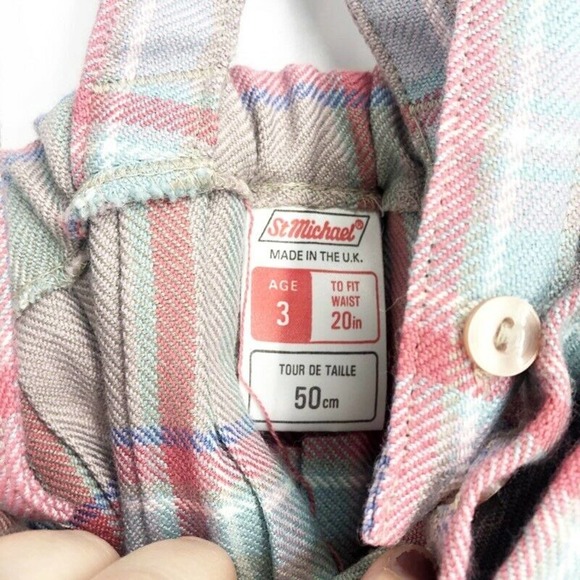 St Michael®
MADE IN THE U.K.
AGE
3
TO FIT
WAIST
20in
TOUR DE TAILLE
50cm